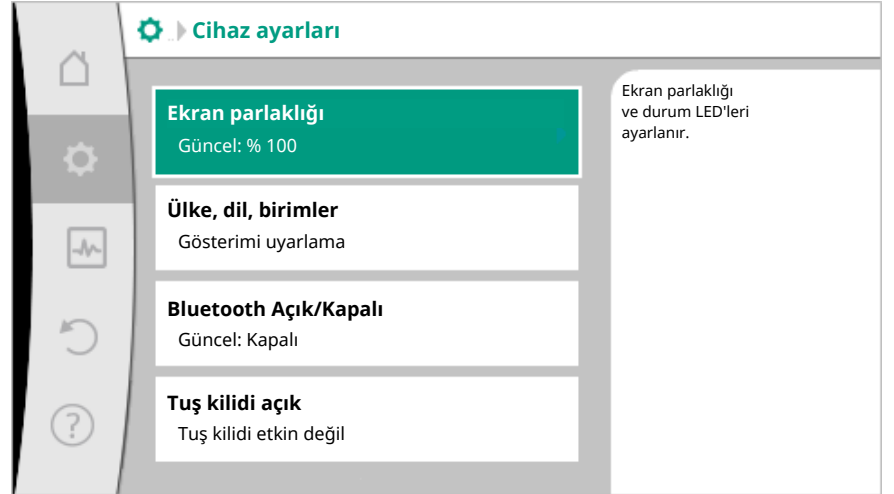 Cihaz ayarları
Ekran parlaklığı
Güncel: % 100
Ülke, dil, birimler
Gösterimi uyarlama
Bluetooth Açık/Kapalı
Güncel: Kapalı
Tuş kilidi açık
Tuş kilidi etkin değil
Ekran parlaklığı
ve durum LED'leri
ayarlanır.